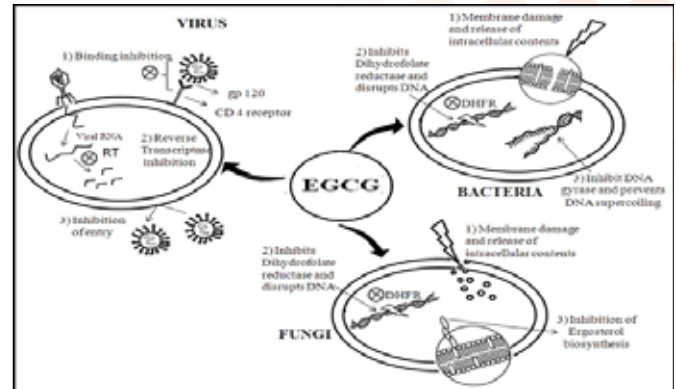 VIRUS
1) Binding inhibition
gp 120
CD 4 receptor
Viral RNA
RT
2) Reverse
Transcriptase
inhibition
3) Inhibition
of entry
EGCG
1) Membrane damage
and release of
intracellular contents
2) Inhibits
Dihydrofolate
reductase and
disrupts DNA
DHFR
3) Inhibit DNA
gyrase and prevents
DNA supercoiling
BACTERIA
1) Membrane damage
and release of
intracellular contents
2) Inhibits
Dihydrofolate
reductase and
disrupts DNA
DHFR
3) Inhibition of
Ergosterol
biosynthesis
FUNGI